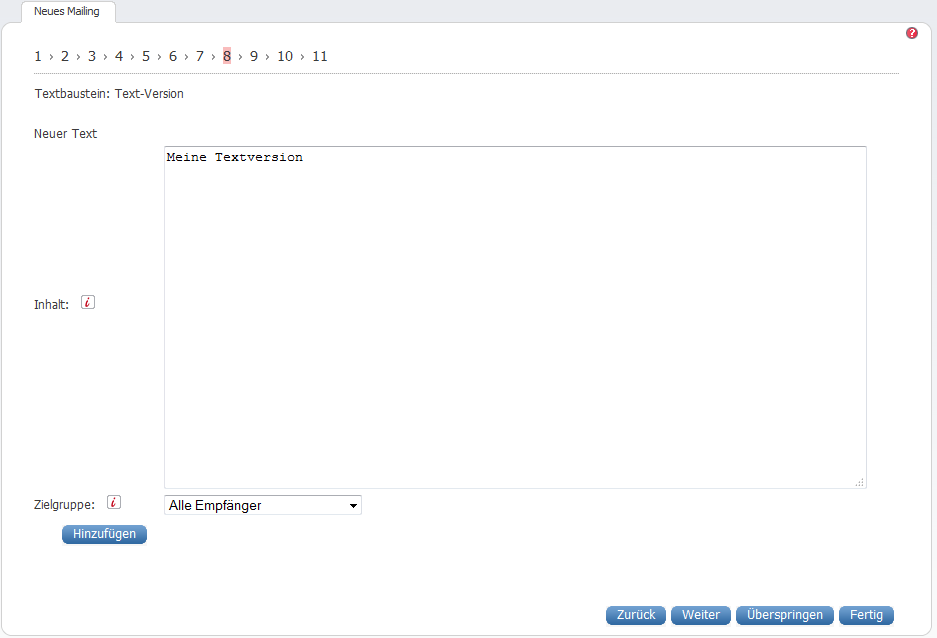 Neues Mailing
?
1 › 2 › 3 › 4 › 5 › 6 › 7 › 8 › 9 › 10 › 11
Textbaustein: Text-Version
Neuer Text
Meine Textversion
Inhalt: i
Zielgruppe: i Alle Empfänger
Hinzufügen
Zurück Weiter Überspringen Fertig